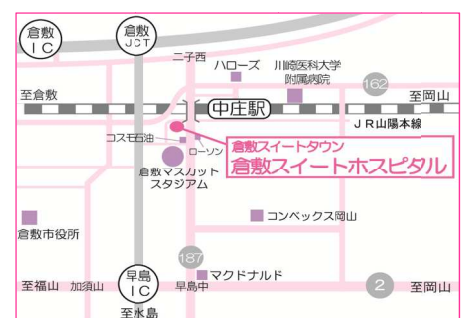 倉敷
IC
倉敷
JCT
二子西
ハローズ
川崎医科大学
附属病院
162
至倉敷
中庄駅
至岡山
JR山陽本線
コスモ石油
ローソン
倉敷スイートタウン
倉敷スイートホスピタル
倉敷マスカット
スタジアム
コンベックス岡山
倉敷市役所
187
マクドナルド
至福山
加須山
早島
IC
早島中
2
至岡山
至水島